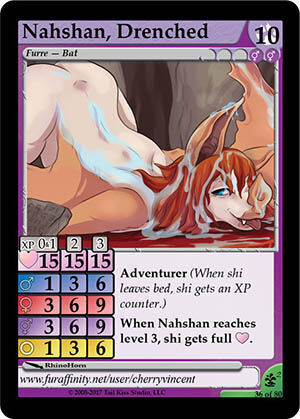 Nahshan, Drenched
10
Furre – Bat
XP 0&1 2 3
15 15 15
1 3 6
3 6 9
3 6 9
1 3 6
Adventurer (When shi
leaves bed, shi gets an XP
counter.)
When Nahshan reaches
level 3, shi gets full ♡.
RhinoHorn
www.furaffinity.net/user/cherryvincent
© 2008-2017 Tail Kiss Studio, LLC
36 of 80